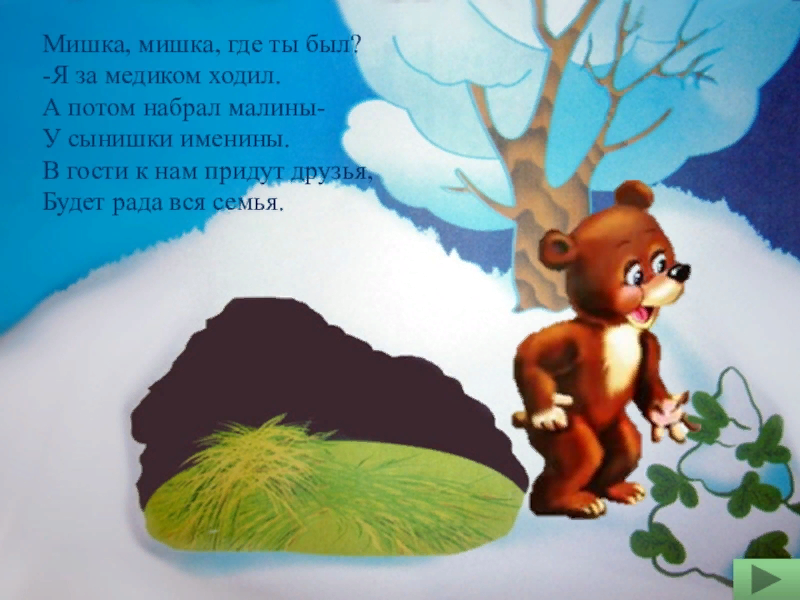 Мишка, мишка, где ты был?
-Я за медиком ходил.
А потом набрал малины-
У сынишки именины.
В гости к нам придут друзья,
Будет рада вся семья.